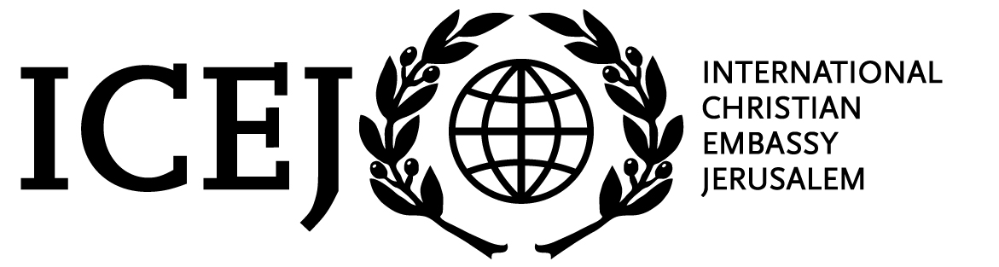 ICEJ
INTERNATIONAL
CHRISTIAN
EMBASSY
JERUSALEM